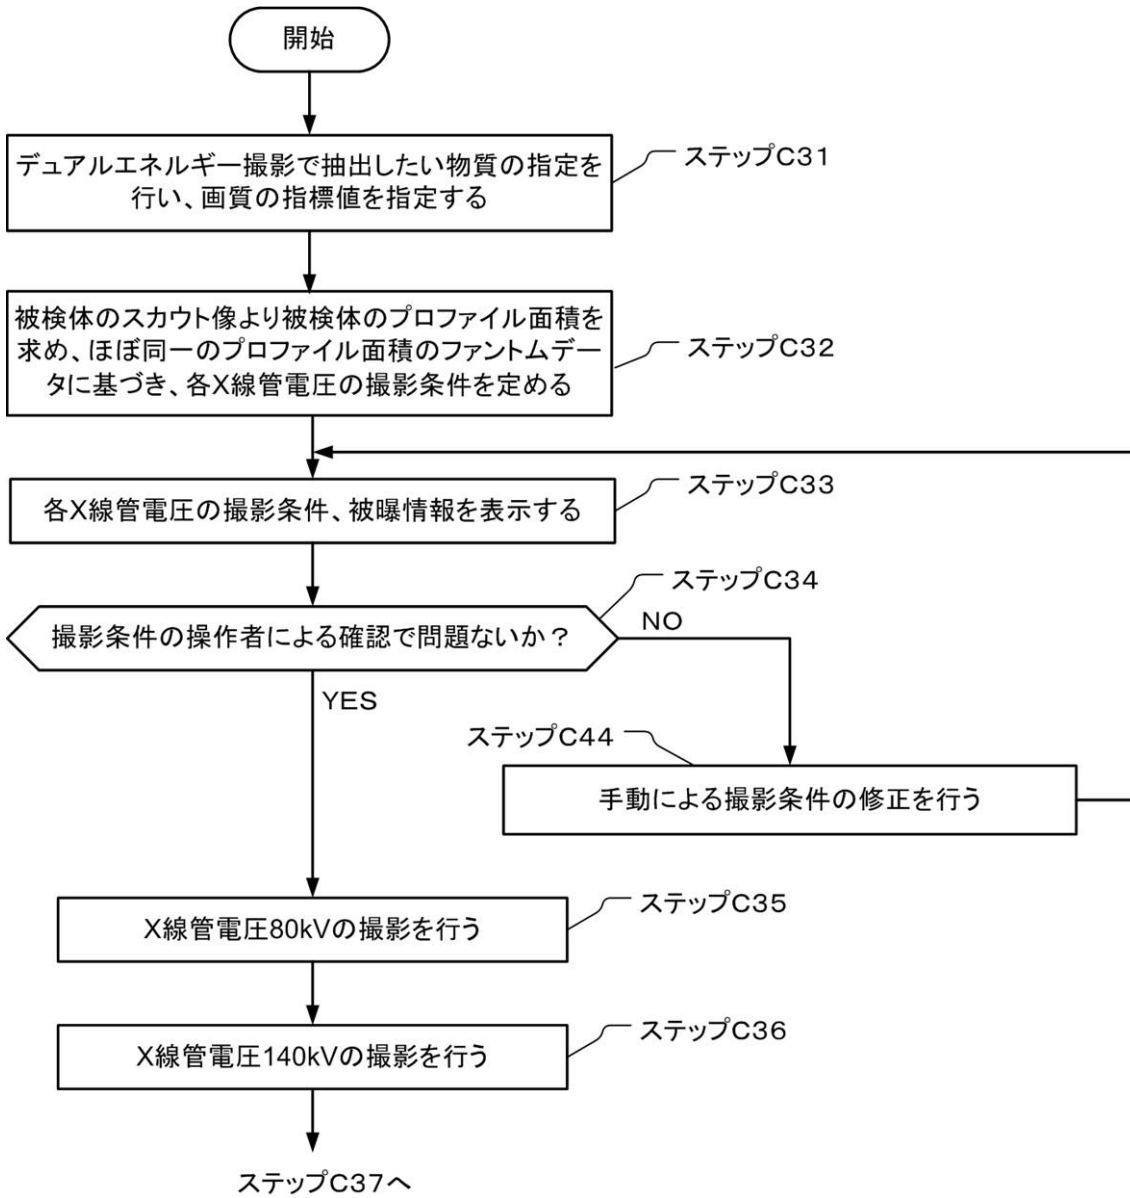 開始
デュアルエネルギー撮影で抽出したい物質の指定を
行い、画質の指標値を指定する
ステップC31
被検体のスカウト像より被検体のプロファイル面積を
求め、ほぼ同一のプロファイル面積のファントムデー
タに基づき、各X線管電圧の撮影条件を定める
ステップC32
各X線管電圧の撮影条件、被曝情報を表示する
ステップC33
ステップC34
撮影条件の操作者による確認で問題ないか？
NO
YES
ステップC44
手動による撮影条件の修正を行う
X線管電圧80kVの撮影を行う
ステップC35
X線管電圧140kVの撮影を行う
ステップC36
ステップC37へ